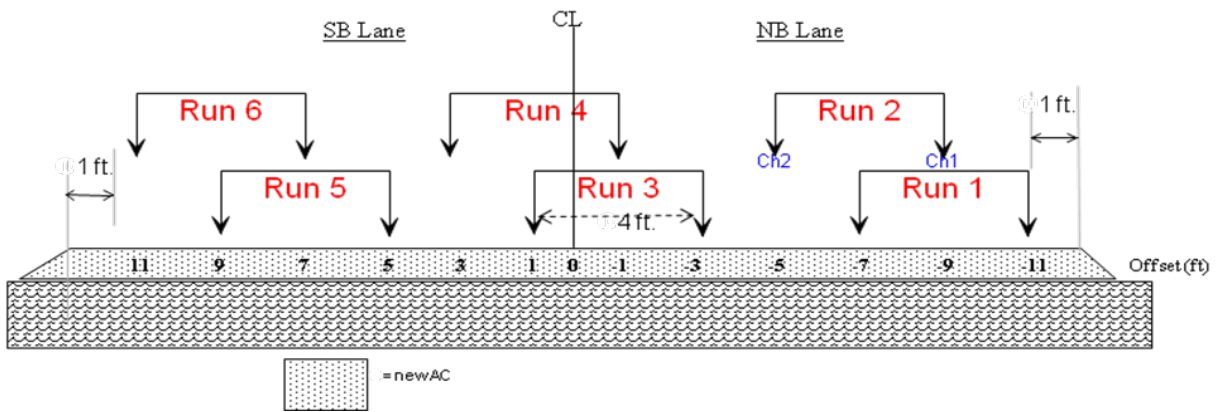 CL
SB Lane
NB Lane
Run 6
Run 4
Run 2
1 ft.
Ch2
Ch1
1 ft.
Run 5
Run 3
Run 1
4 ft.
11 9 7 5 3 1 0 -1 -3 -5 -7 -9 -11 Offset(ft)
=newAC